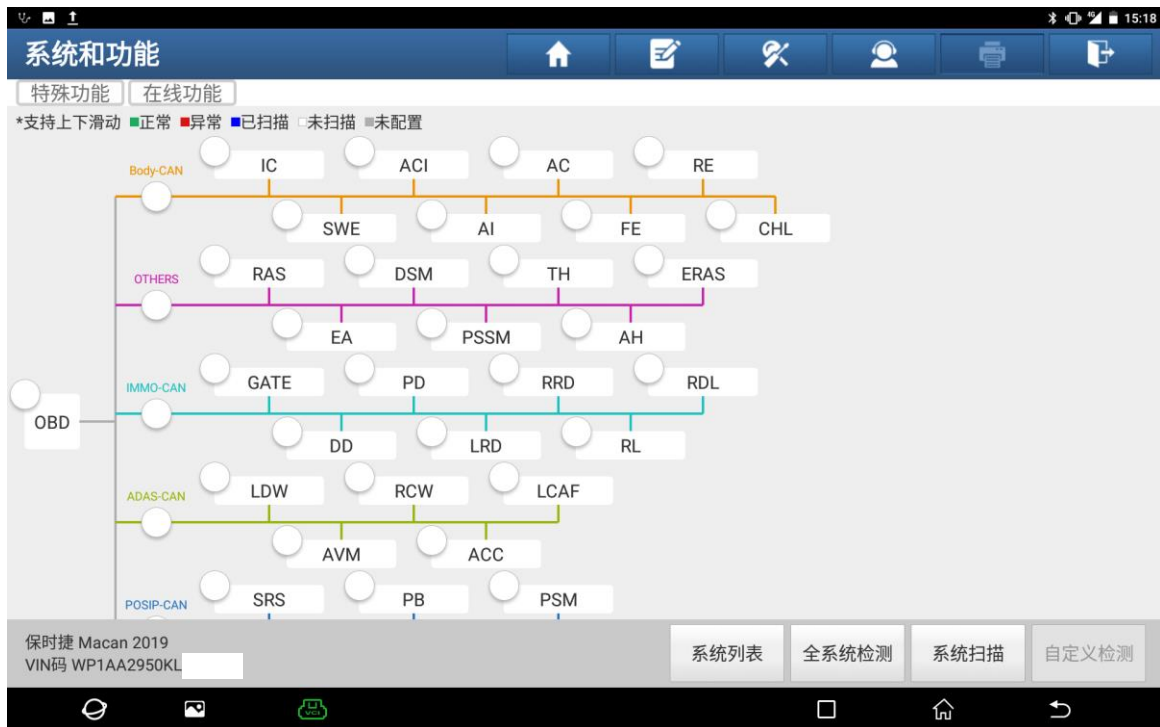 4G 15:18
系统和功能
特殊功能 在线功能
*支持上下滑动 正常 异常 已扫描 未扫描 未配置
Body-CAN IC ACI AC RE
SWE AI FE CHL
OTHERS RAS DSM TH ERAS
EA PSSM AH
IMMO-CAN GATE PD RRD RDL
OBD
DD LRD RL
ADAS-CAN LDW RCW LCAF
AVM ACC
POSIP-CAN SRS PB PSM
保时捷 Macan 2019
VIN码 WP1AA2950KL
系统列表 全系统检测 系统扫描 自定义检测
VCI